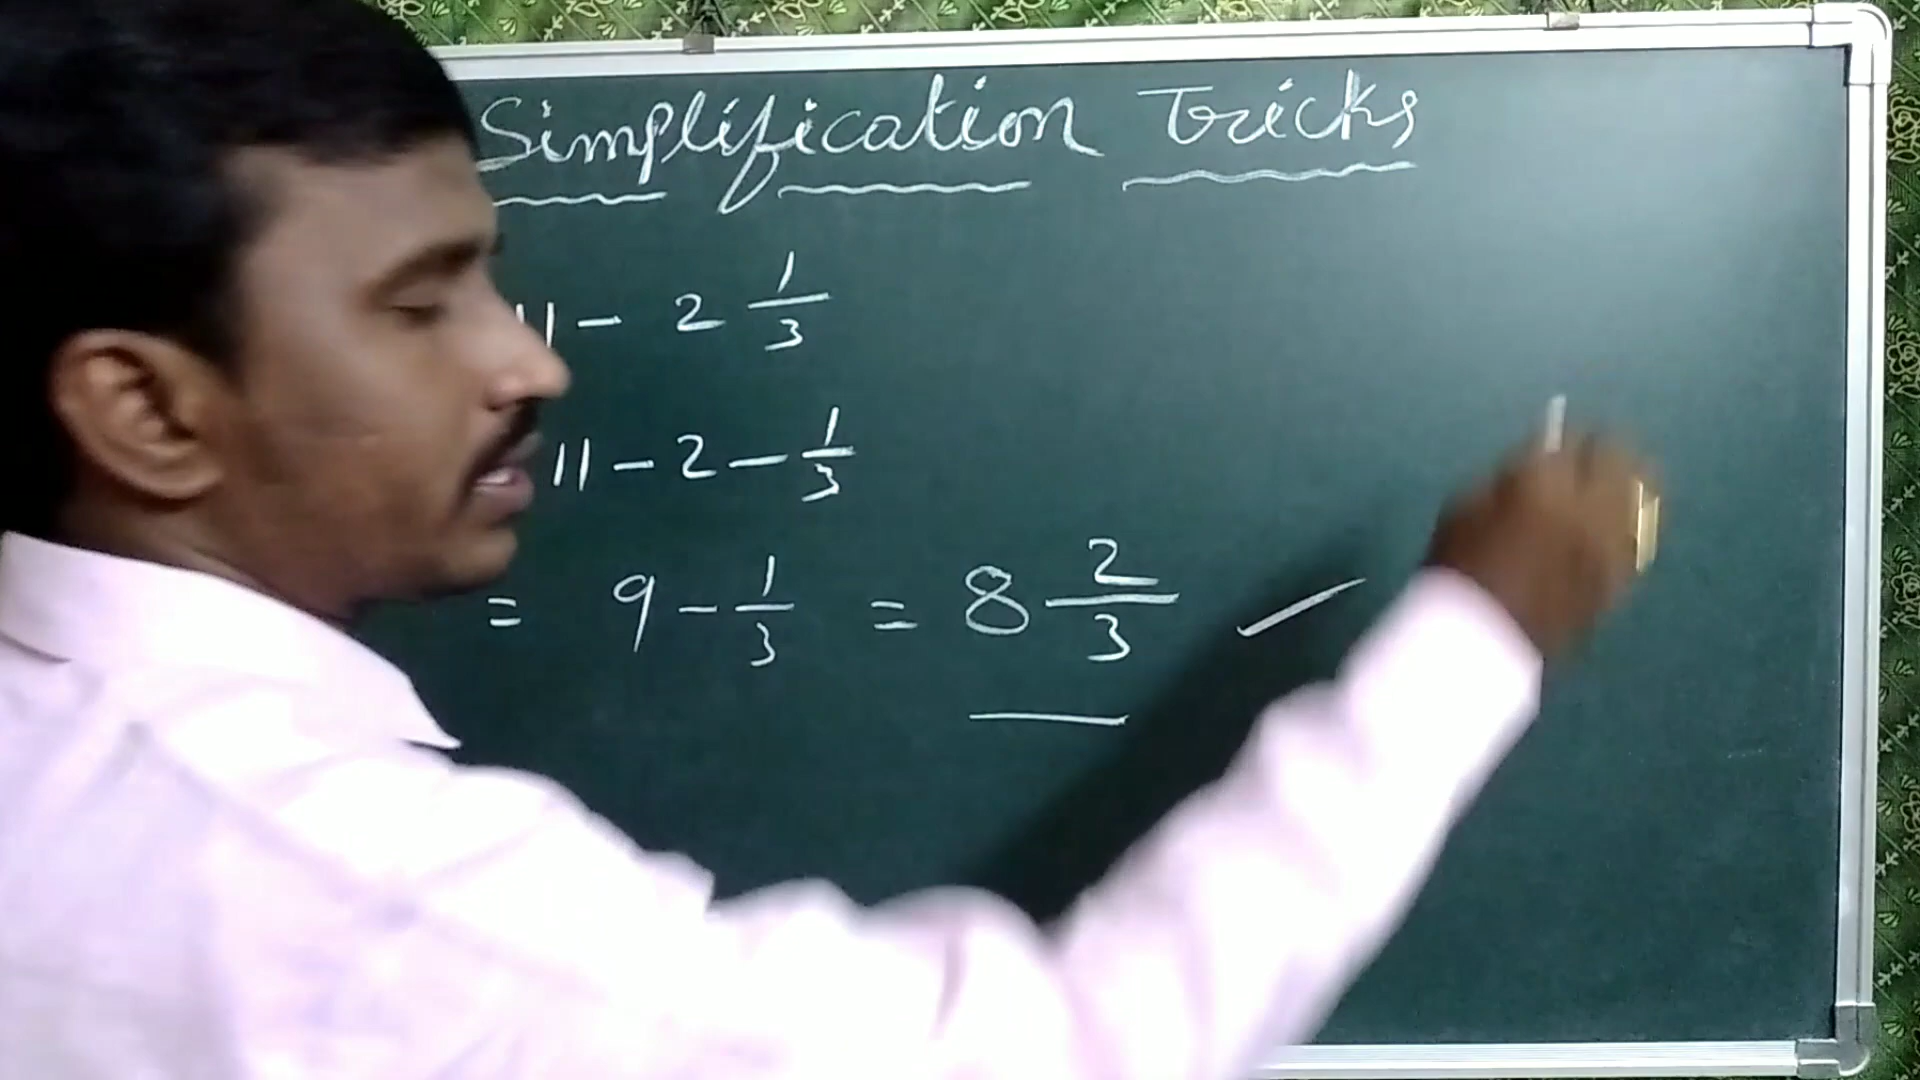 Simplification Tricks
11 - 2 1/3
11 - 2 - 1/3
= 9 - 1/3 = 8 2/3